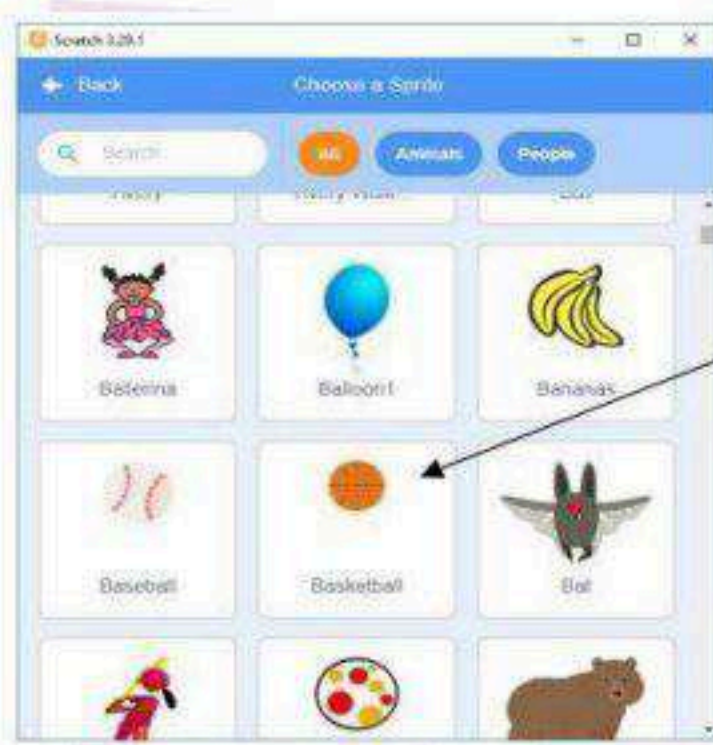 Scratch 3.29.1
Back
Choose a Sprite
Search
All
Animals
People
Ballerina
Balloon1
Bananas
Baseball
Basketball
Bat